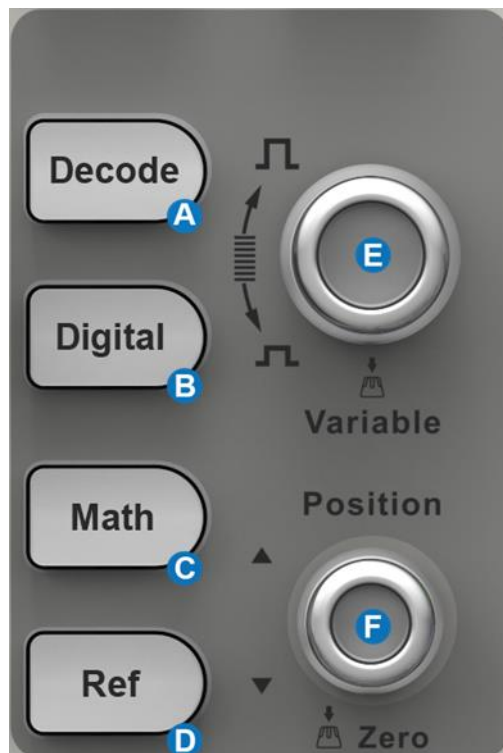 Decode
A
E
Digital
B
Variable
Position
Math
C
F
Ref
D
Zero